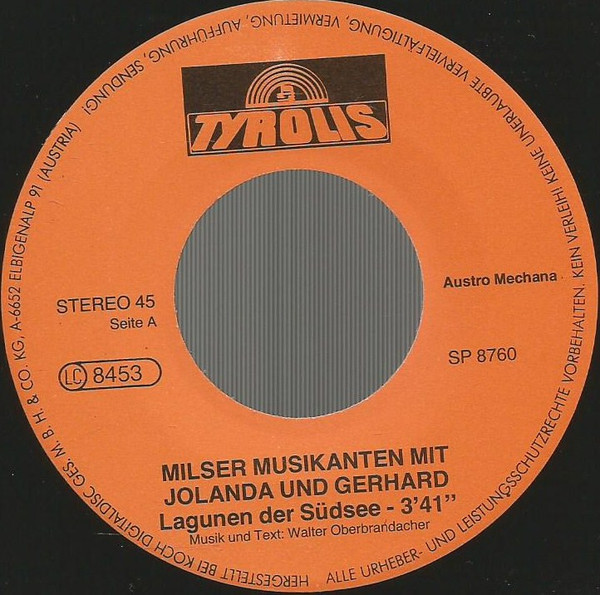 TYROLIS
STEREO 45
Seite A
LC 8453
Austro Mechana
SP 8760
MILSER MUSIKANTEN MIT
JOLANDA UND GERHARD
Lagunen der Südsee - 3'41"
Musik und Text: Walter Oberbrandacher
HERGESTELLT BEI KOCH DIGITALDISC GES. M. B. H. & CO. KG, A-6652 ELBIGENALP 91 (AUSTRIA)
ALLE URHEBER- UND LEISTUNGSSCHUTZRECHTE VORBEHALTEN. KEIN VERLEIH! KEINE UNERLAUBTE VERVIELFÄLTIGUNG, VERMIETUNG, AUFFÜHRUNG, SENDUNG!